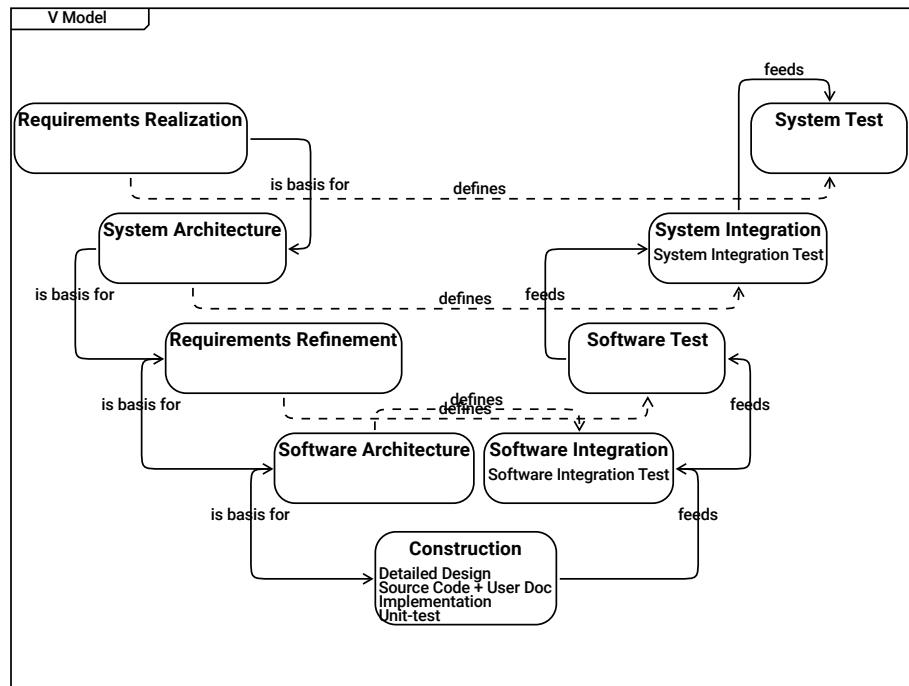 V Model
feeds
Requirements Realization
System Test
is basis for
defines
System Architecture
System Integration
System Integration Test
is basis for
feeds
defines
Requirements Refinement
Software Test
is basis for
defines
defines
feeds
Software Architecture
Software Integration
Software Integration Test
is basis for
feeds
Construction
Detailed Design
Source Code + User Doc
Implementation
Unit-test